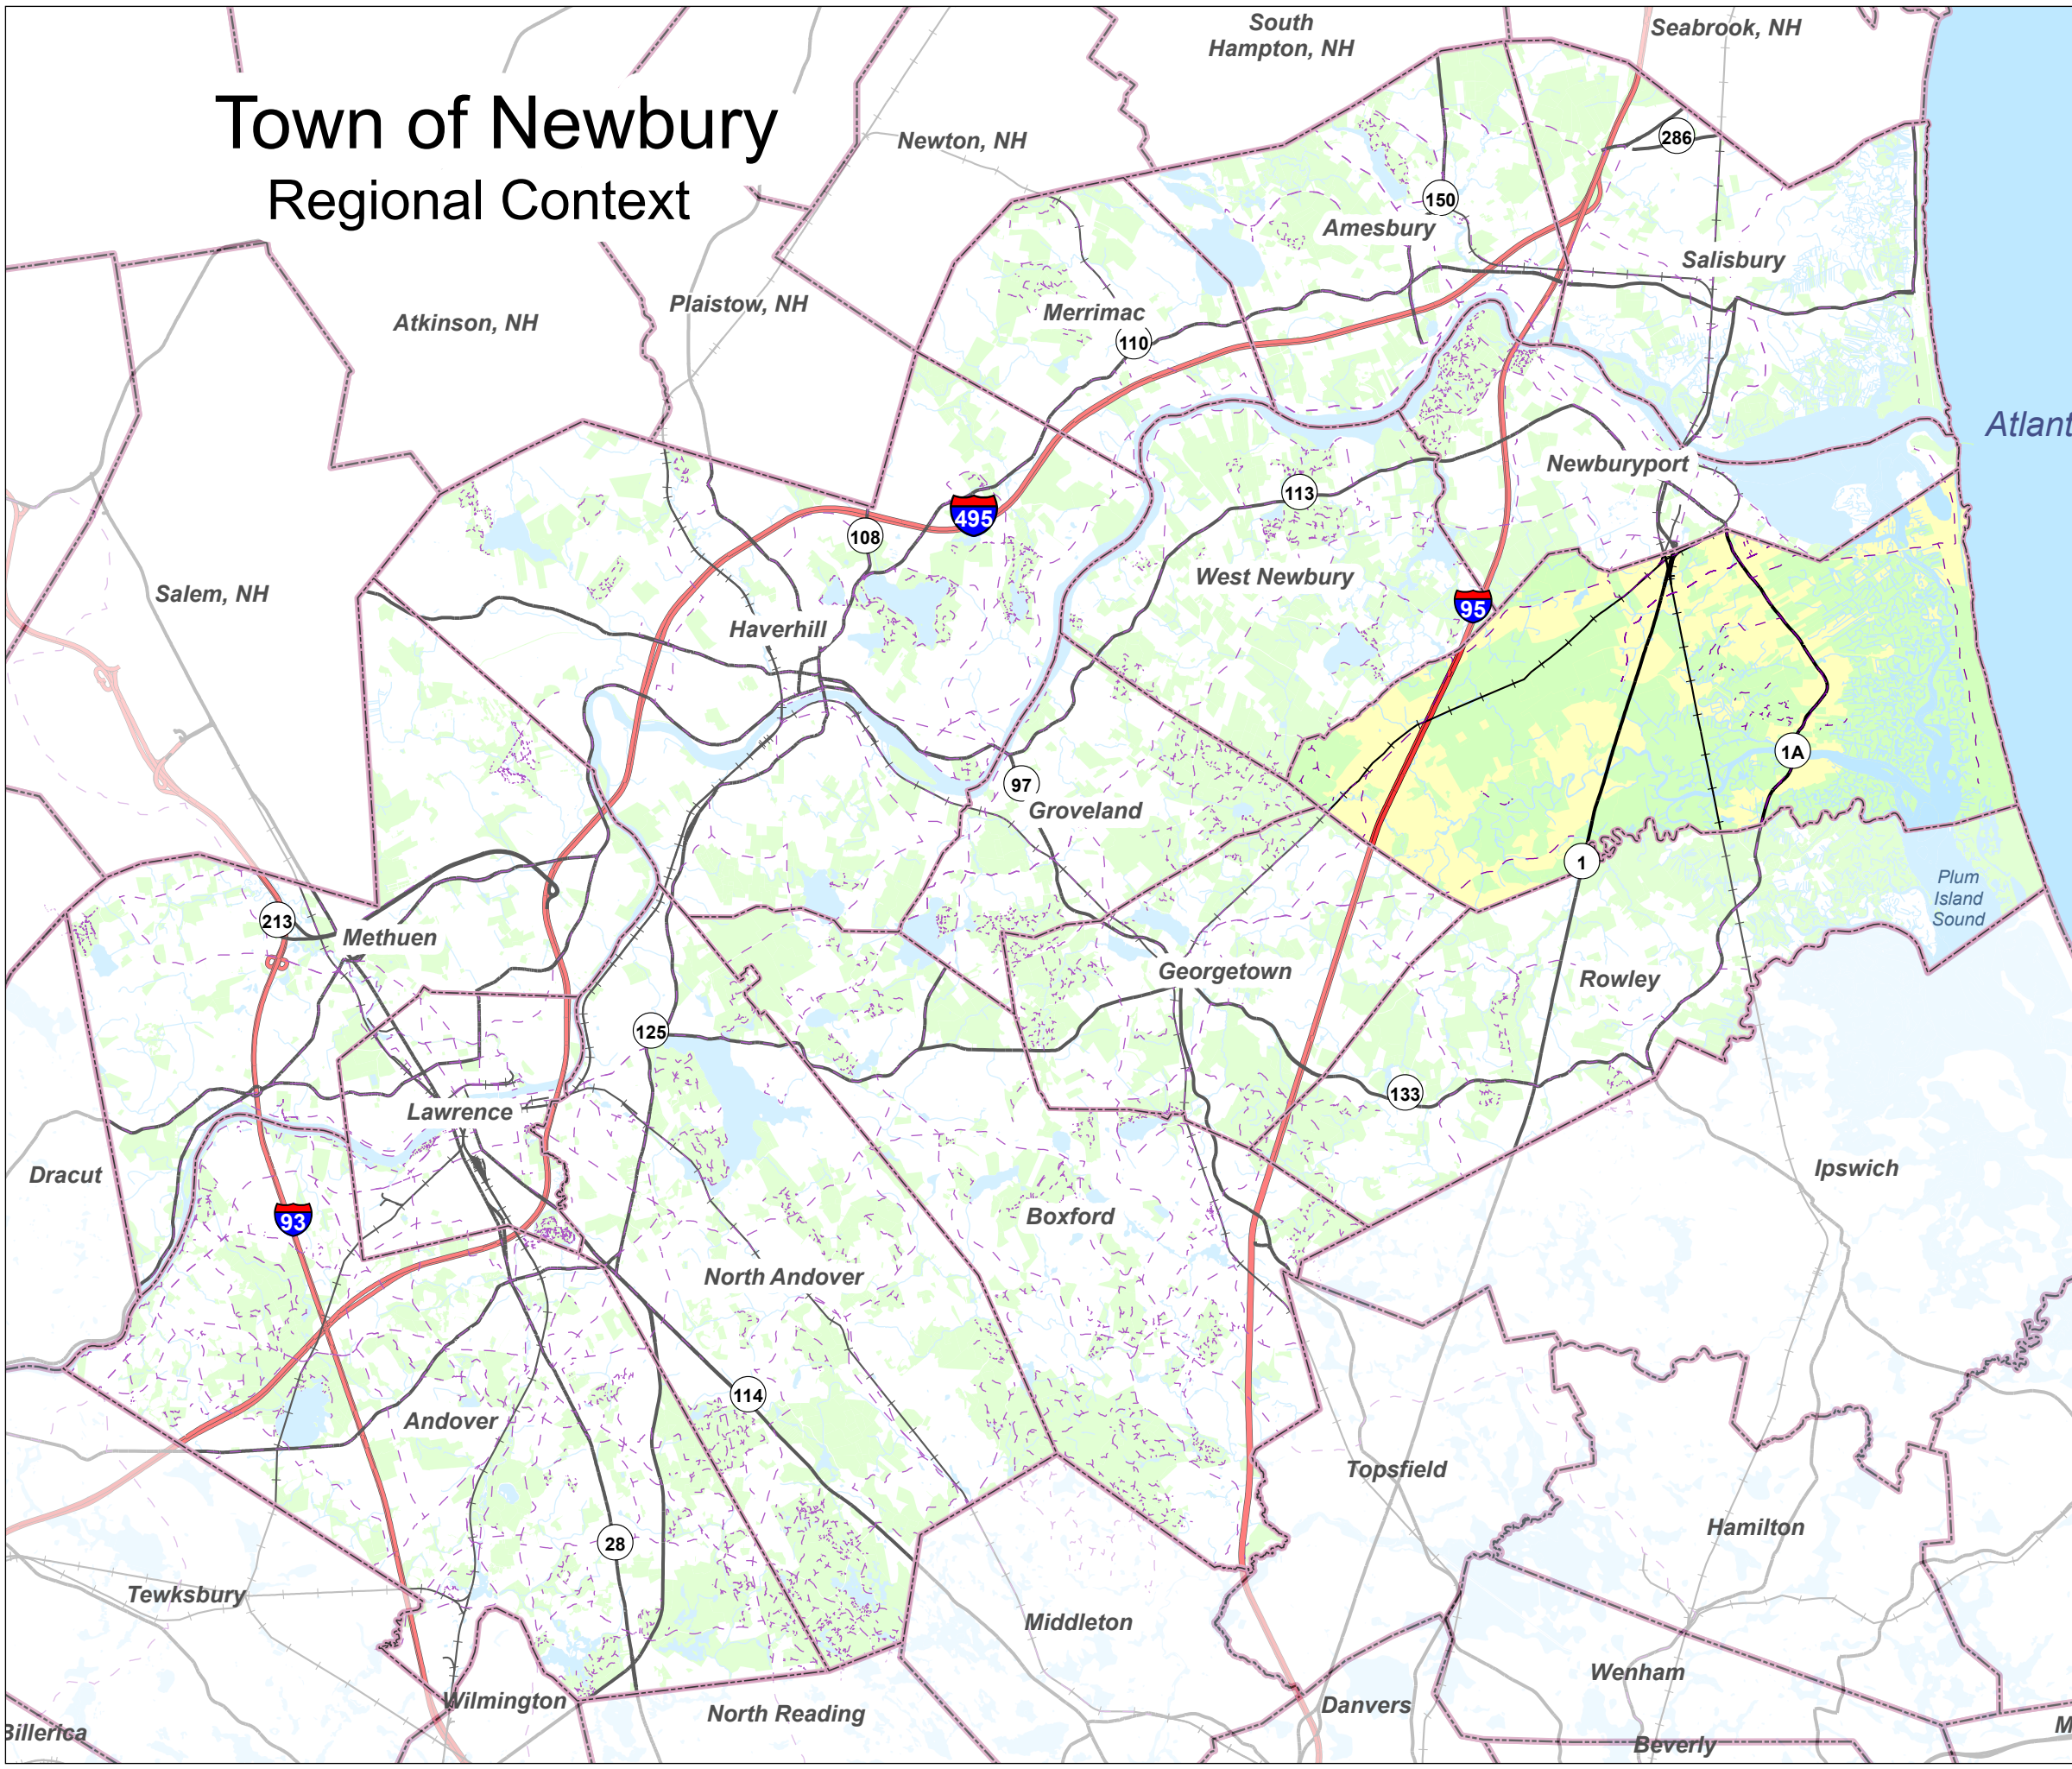 Town of Newbury
Regional Context
South
Hampton, NH
Seabrook, NH
Newton, NH
286
150
Amesbury
Salisbury
Plaistow, NH
Atkinson, NH
Merrimac
110
Atlant
Newburyport
113
495
108
West Newbury
95
Salem, NH
Haverhill
1A
97
Groveland
1
Plum
Island
Sound
213
Methuen
Georgetown
Rowley
125
133
Lawrence
Dracut
Ipswich
93
Boxford
North Andover
114
Andover
Topsfield
Hamilton
28
Tewksbury
Middleton
Wenham
Wilmington
North Reading
Danvers
Billerica
M
Beverly